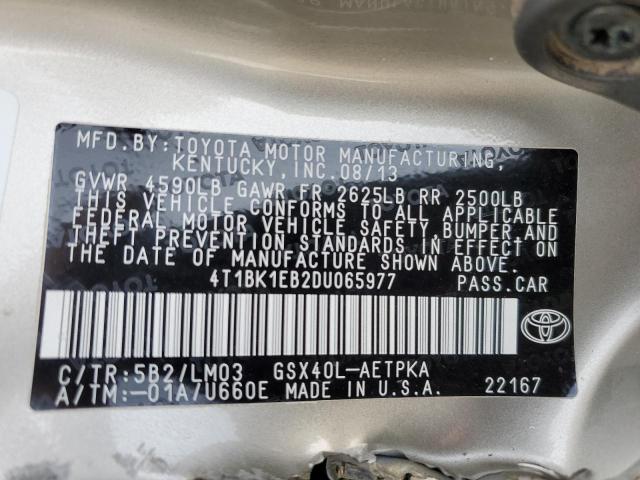 MFD.BY:TOYOTA MOTOR MANUFACTURING,
KENTUCKY, INC.08/13
GVWR 4590LB GAWR FR 2625LB RR 2500LB
THIS VEHICLE CONFORMS TO ALL APPLICABLE
FEDERAL MOTOR VEHICLE SAFETY,BUMPER,AND
THEFT PREVENTION STANDARDS IN EFFECT ON
THE DATE OF MANUFACTURE SHOWN ABOVE.
4T1BK1EB2DU065977 PASS.CAR
C/TR:5B2/LM03 GSX40L-AETPKA
A/TM:-01A/U660E MADE IN U.S.A. 22167